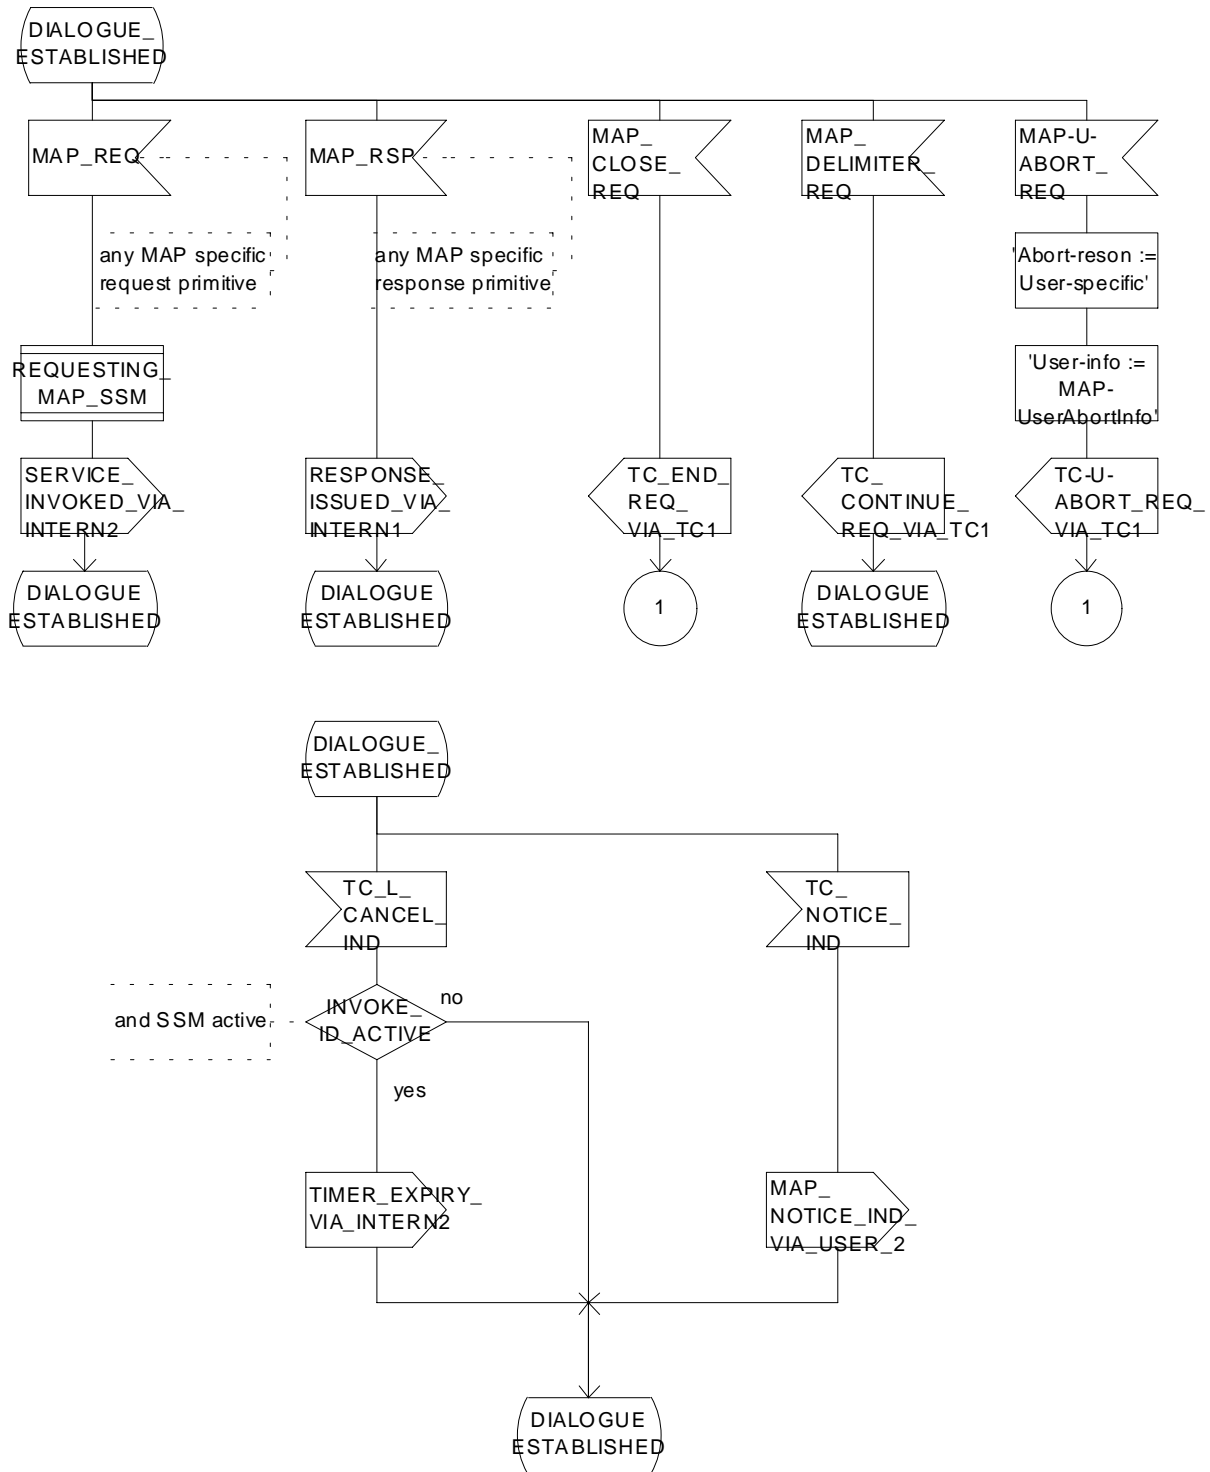 DIALOGUE_
ESTABLISHED
MAP_REQ
MAP_RSP
MAP_
CLOSE_
REQ
MAP_
DELIMITER_
REQ
MAP-U-
ABORT_
REQ
any MAP specific
request primitive
any MAP specific
response primitive
'Abort-reson :=
User-specific'
REQUESTING_
MAP_SSM
'User-info :=
MAP-
UserAbortInfo'
SERVICE_
INVOKED_VIA_
INTERN2
RESPONSE_
ISSUED_VIA_
INTERN1
TC_END_
REQ_
VIA_TC1
TC_
CONTINUE_
REQ_VIA_TC1
TC-U-
ABORT_REQ_
VIA_TC1
DIALOGUE
ESTABLISHED
DIALOGUE
ESTABLISHED
1
DIALOGUE
ESTABLISHED
1
DIALOGUE_
ESTABLISHED
TC_L_
CANCEL_
IND
TC_
NOTICE_
IND
and SSM active
INVOKE_
ID_ACTIVE
no
yes
TIMER_EXPIRY_
VIA_INTERN2
MAP_
NOTICE_IND_
VIA_USER_2
DIALOGUE
ESTABLISHED